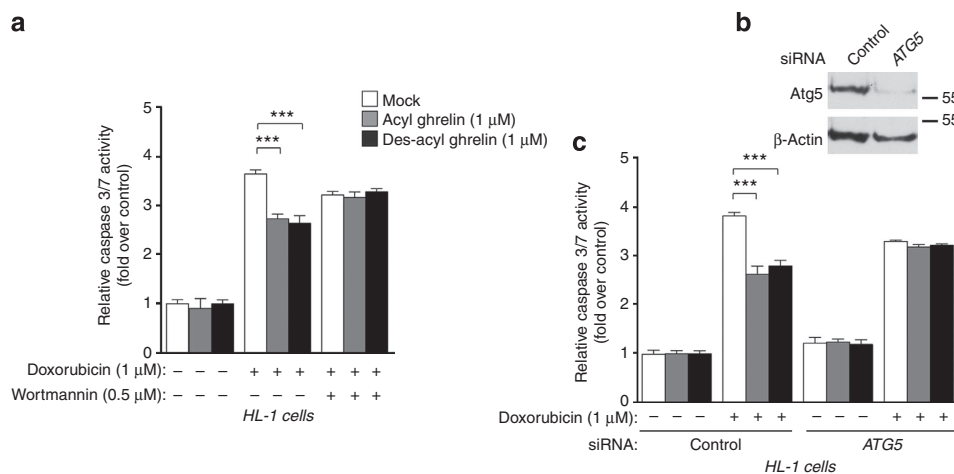 a
Relative caspase 3/7 activity
(fold over control)
5
4
3
2
1
0
***
***
Mock
Acyl ghrelin (1 μM)
Des-acyl ghrelin (1 μM)
Doxorubicin (1 μM): – – – + + + + + +
Wortmannin (0.5 μM): – – – – – – + + +
HL-1 cells
b
siRNA Control ATG5
Atg5
55
55
β-Actin
c
Relative caspase 3/7 activity
(fold over control)
5
4
3
2
1
0
***
***
Doxorubicin (1 μM): – – – + + + – – – + + +
siRNA: Control ATG5
HL-1 cells